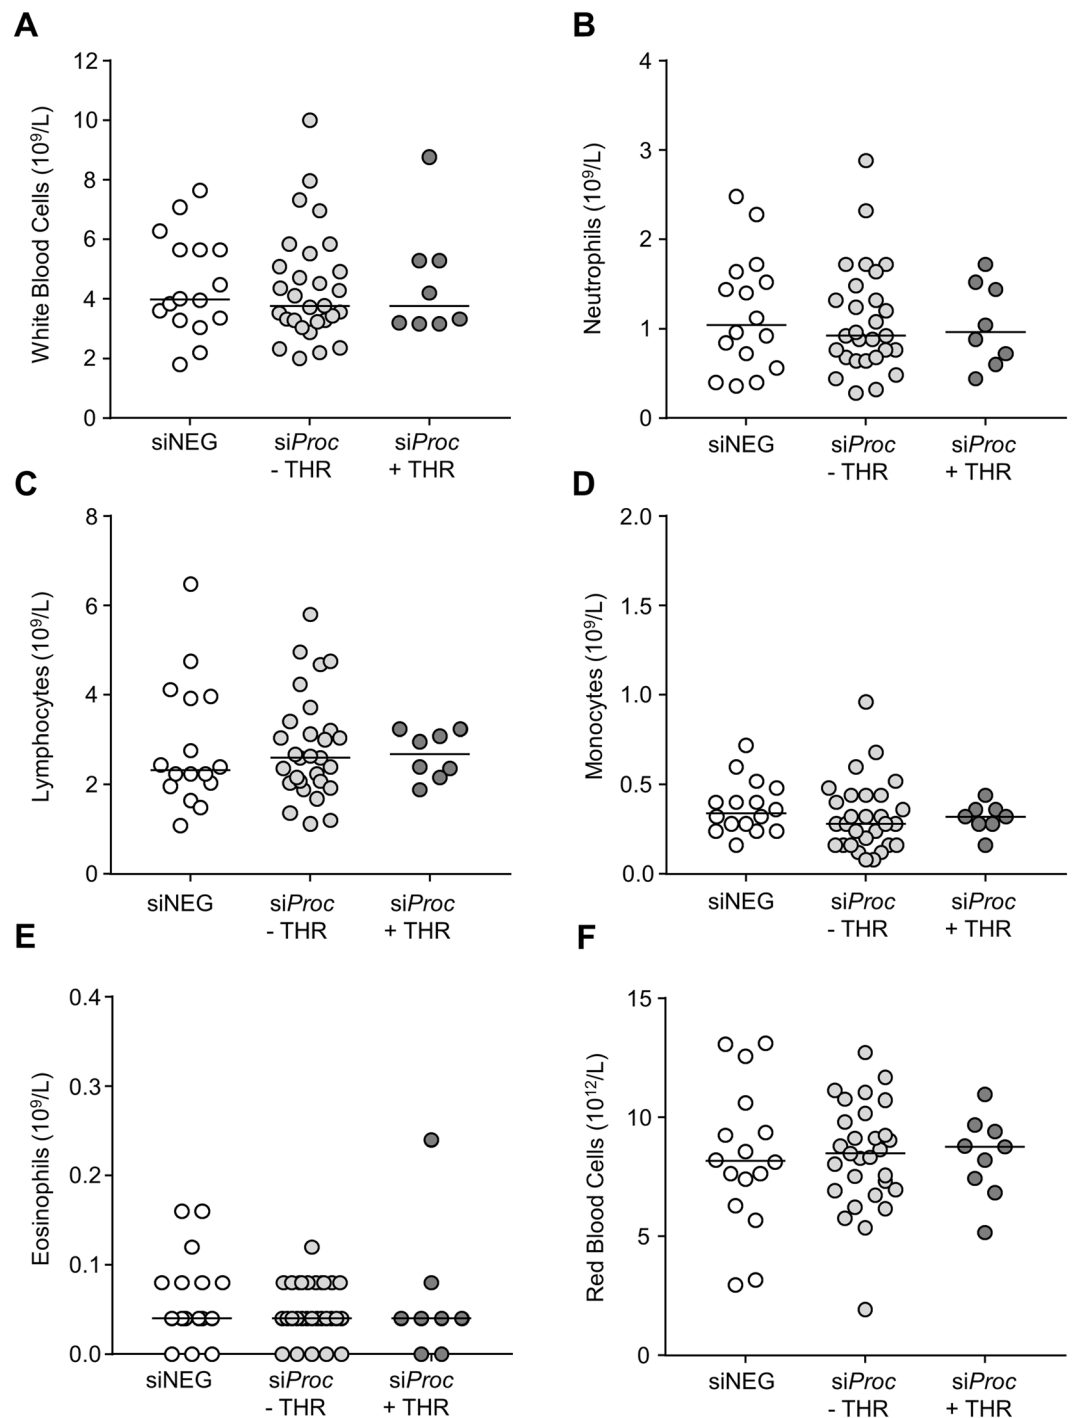 A
White Blood Cells (10⁹/L)
12
10
8
6
4
2
0
siNEG
siProc
- THR
siProc
+ THR
B
Neutrophils (10⁹/L)
4
3
2
1
0
siNEG
siProc
- THR
siProc
+ THR
C
Lymphocytes (10⁹/L)
8
6
4
2
0
siNEG
siProc
- THR
siProc
+ THR
D
Monocytes (10⁹/L)
2.0
1.5
1.0
0.5
0.0
siNEG
siProc
- THR
siProc
+ THR
E
Eosinophils (10⁹/L)
0.4
0.3
0.2
0.1
0.0
siNEG
siProc
- THR
siProc
+ THR
F
Red Blood Cells (10¹²/L)
15
10
5
0
siNEG
siProc
- THR
siProc
+ THR